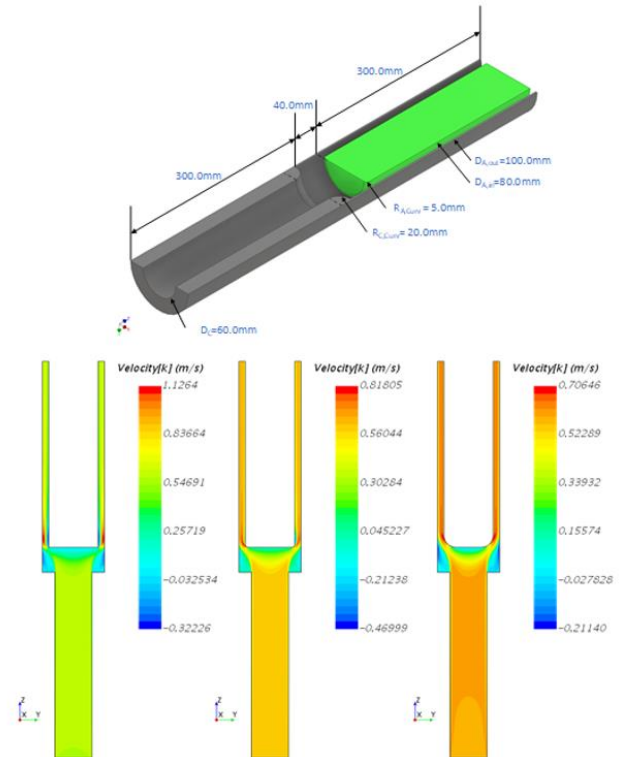 300.0mm
40.0mm
300.0mm
D_A,out=100.0mm
D_A,in=80.0mm
R_A,Curv = 5.0mm
R_C,Curv= 20.0mm
=60.0mm
Velocity[k] (m/s)
1.1264
0.83664
0.54691
0.25719
-0.032534
-0.32226
Z
X Y
Velocity[k] (m/s)
0.81805
0.56044
0.30284
0.045227
-0.21238
-0.46999
Z
X Y
Velocity[k] (m/s)
0.70646
0.52289
0.33932
0.15574
-0.027828
-0.21140
Z
X Y